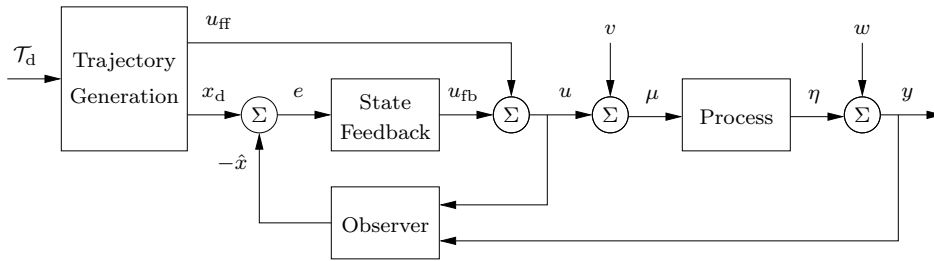 𝒯_d
Trajectory
Generation
u_ff
x_d
Σ
e
State
Feedback
u_fb
Σ
u
v
Σ
μ
Process
η
w
Σ
y
−x̂
Observer